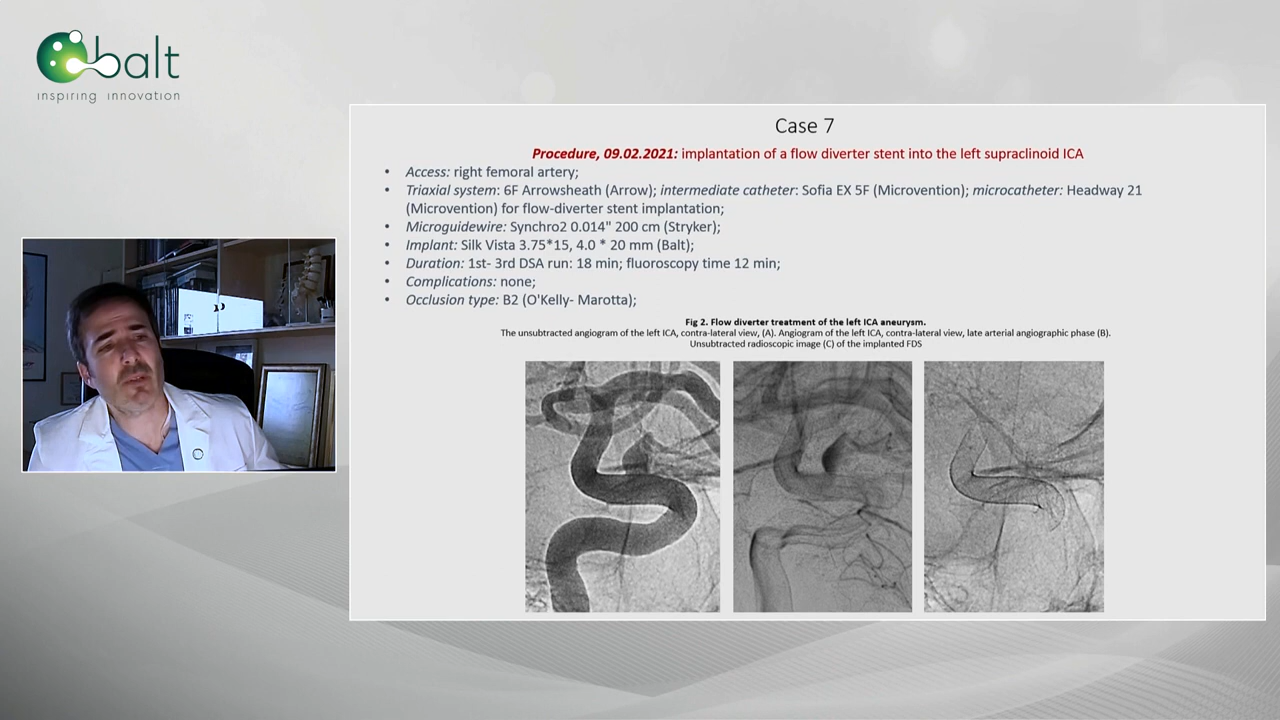 balt
inspiring innovation
Case 7
Procedure, 09.02.2021: implantation of a flow diverter stent into the left supraclinoid ICA
• Access: right femoral artery;
• Triaxial system: 6F Arrowsheath (Arrow); intermediate catheter: Sofia EX 5F (Microvention); microcatheter: Headway 21
(Microvention) for flow-diverter stent implantation;
• Microguidewire: Synchro2 0.014" 200 cm (Stryker);
• Implant: Silk Vista 3.75*15, 4.0 * 20 mm (Balt);
• Duration: 1st- 3rd DSA run: 18 min; fluoroscopy time 12 min;
• Complications: none;
• Occlusion type: B2 (O'Kelly- Marotta);
Fig 2. Flow diverter treatment of the left ICA aneurysm.
The unsubtracted angiogram of the left ICA, contra-lateral view, (A). Angiogram of the left ICA, contra-lateral view, late arterial angiographic phase (B).
Unsubtracted radioscopic image (C) of the implanted FDS